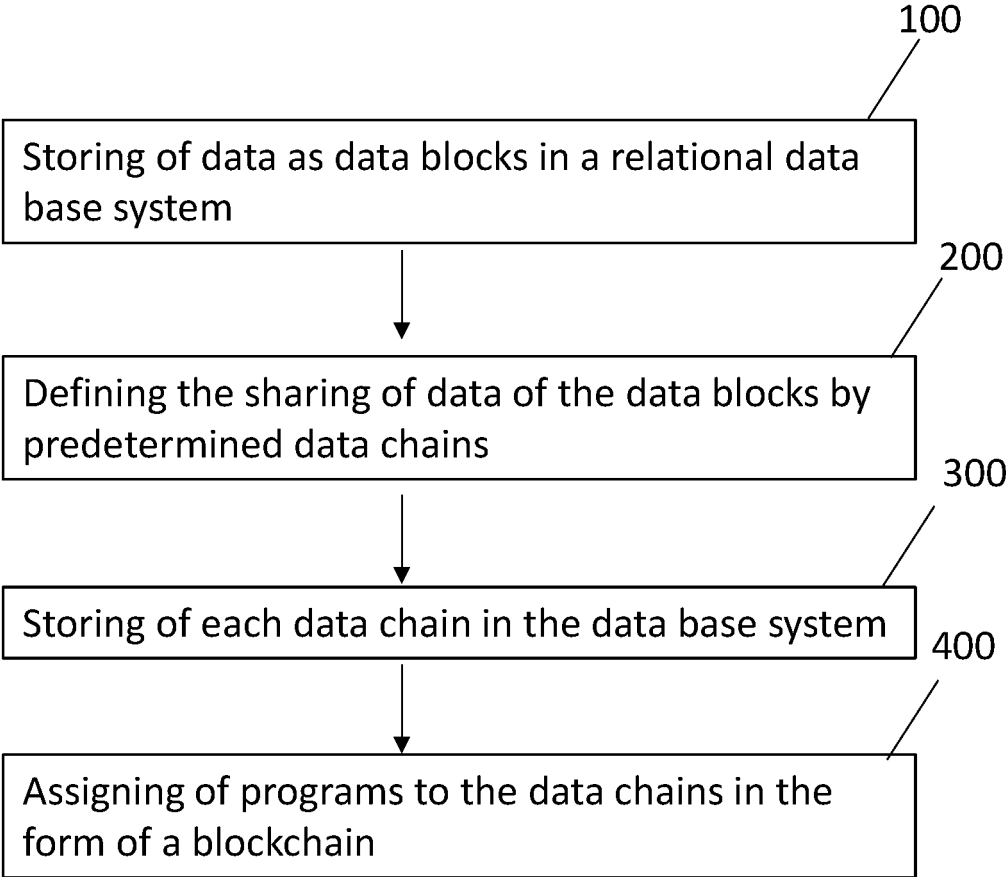 100
Storing of data as data blocks in a relational data
base system
200
Defining the sharing of data of the data blocks by
predetermined data chains
300
Storing of each data chain in the data base system
400
Assigning of programs to the data chains in the
form of a blockchain